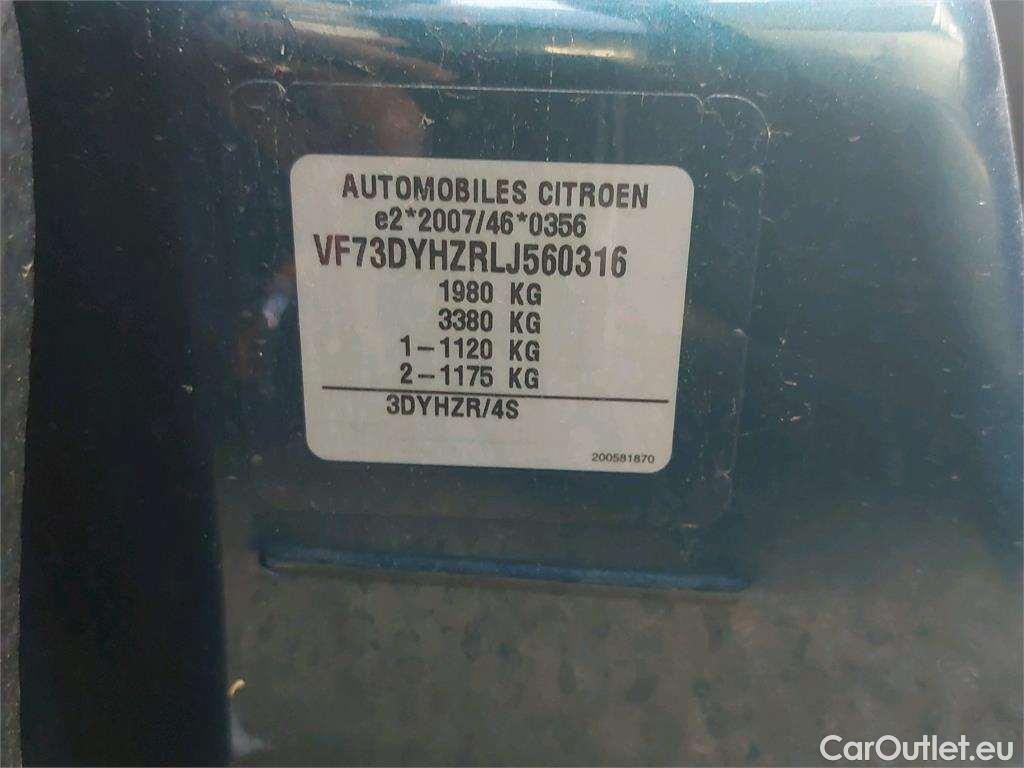 AUTOMOBILES CITROEN
e2*2007/46*0356
VF73DYHZRLJ560316
1980 KG
3380 KG
1-1120 KG
2-1175 KG
3DYHZR/4S
200581870
CarOutlet.eu